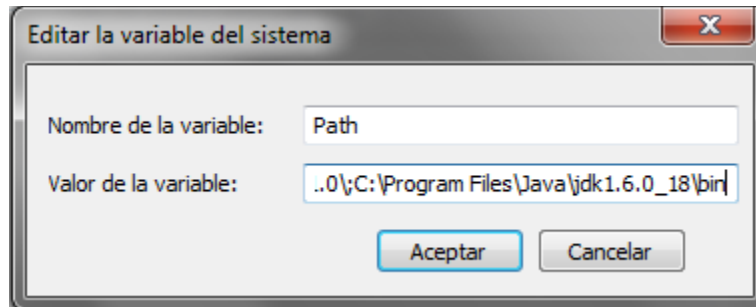 Editar la variable del sistema
Nombre de la variable: Path
Valor de la variable: .0\;C:\Program Files\Java\jdk1.6.0_18\bin
Aceptar Cancelar